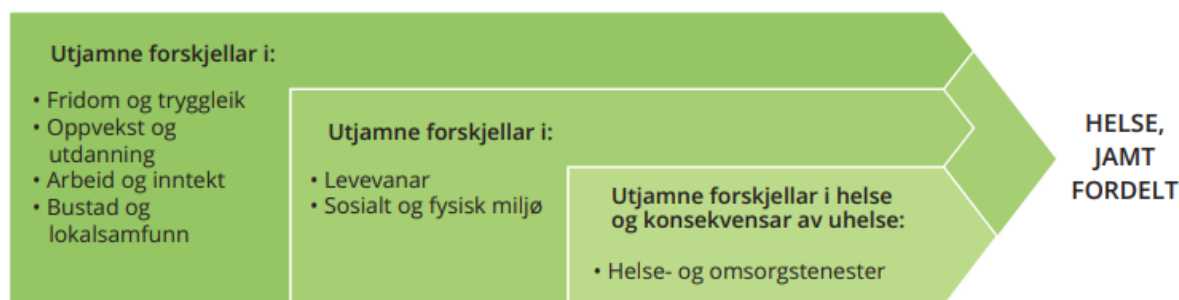 Utjamne forskjellar i:
• Fridom og tryggleik
• Oppvekst og
utdanning
• Arbeid og inntekt
• Bustad og
lokalsamfunn
Utjamne forskjellar i:
• Levevanar
• Sosialt og fysisk miljø
Utjamne forskjellar i helse
og konsekvensar av uhelse:
• Helse- og omsorgstenester
HELSE,
JAMT
FORDELT